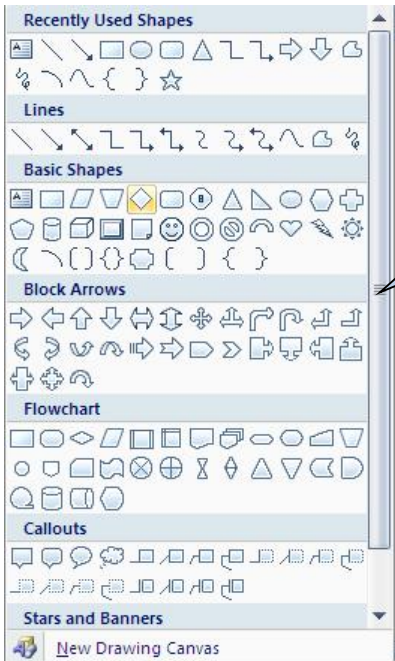 Recently Used Shapes
Lines
Basic Shapes
Block Arrows
Flowchart
Callouts
Stars and Banners
New Drawing Canvas